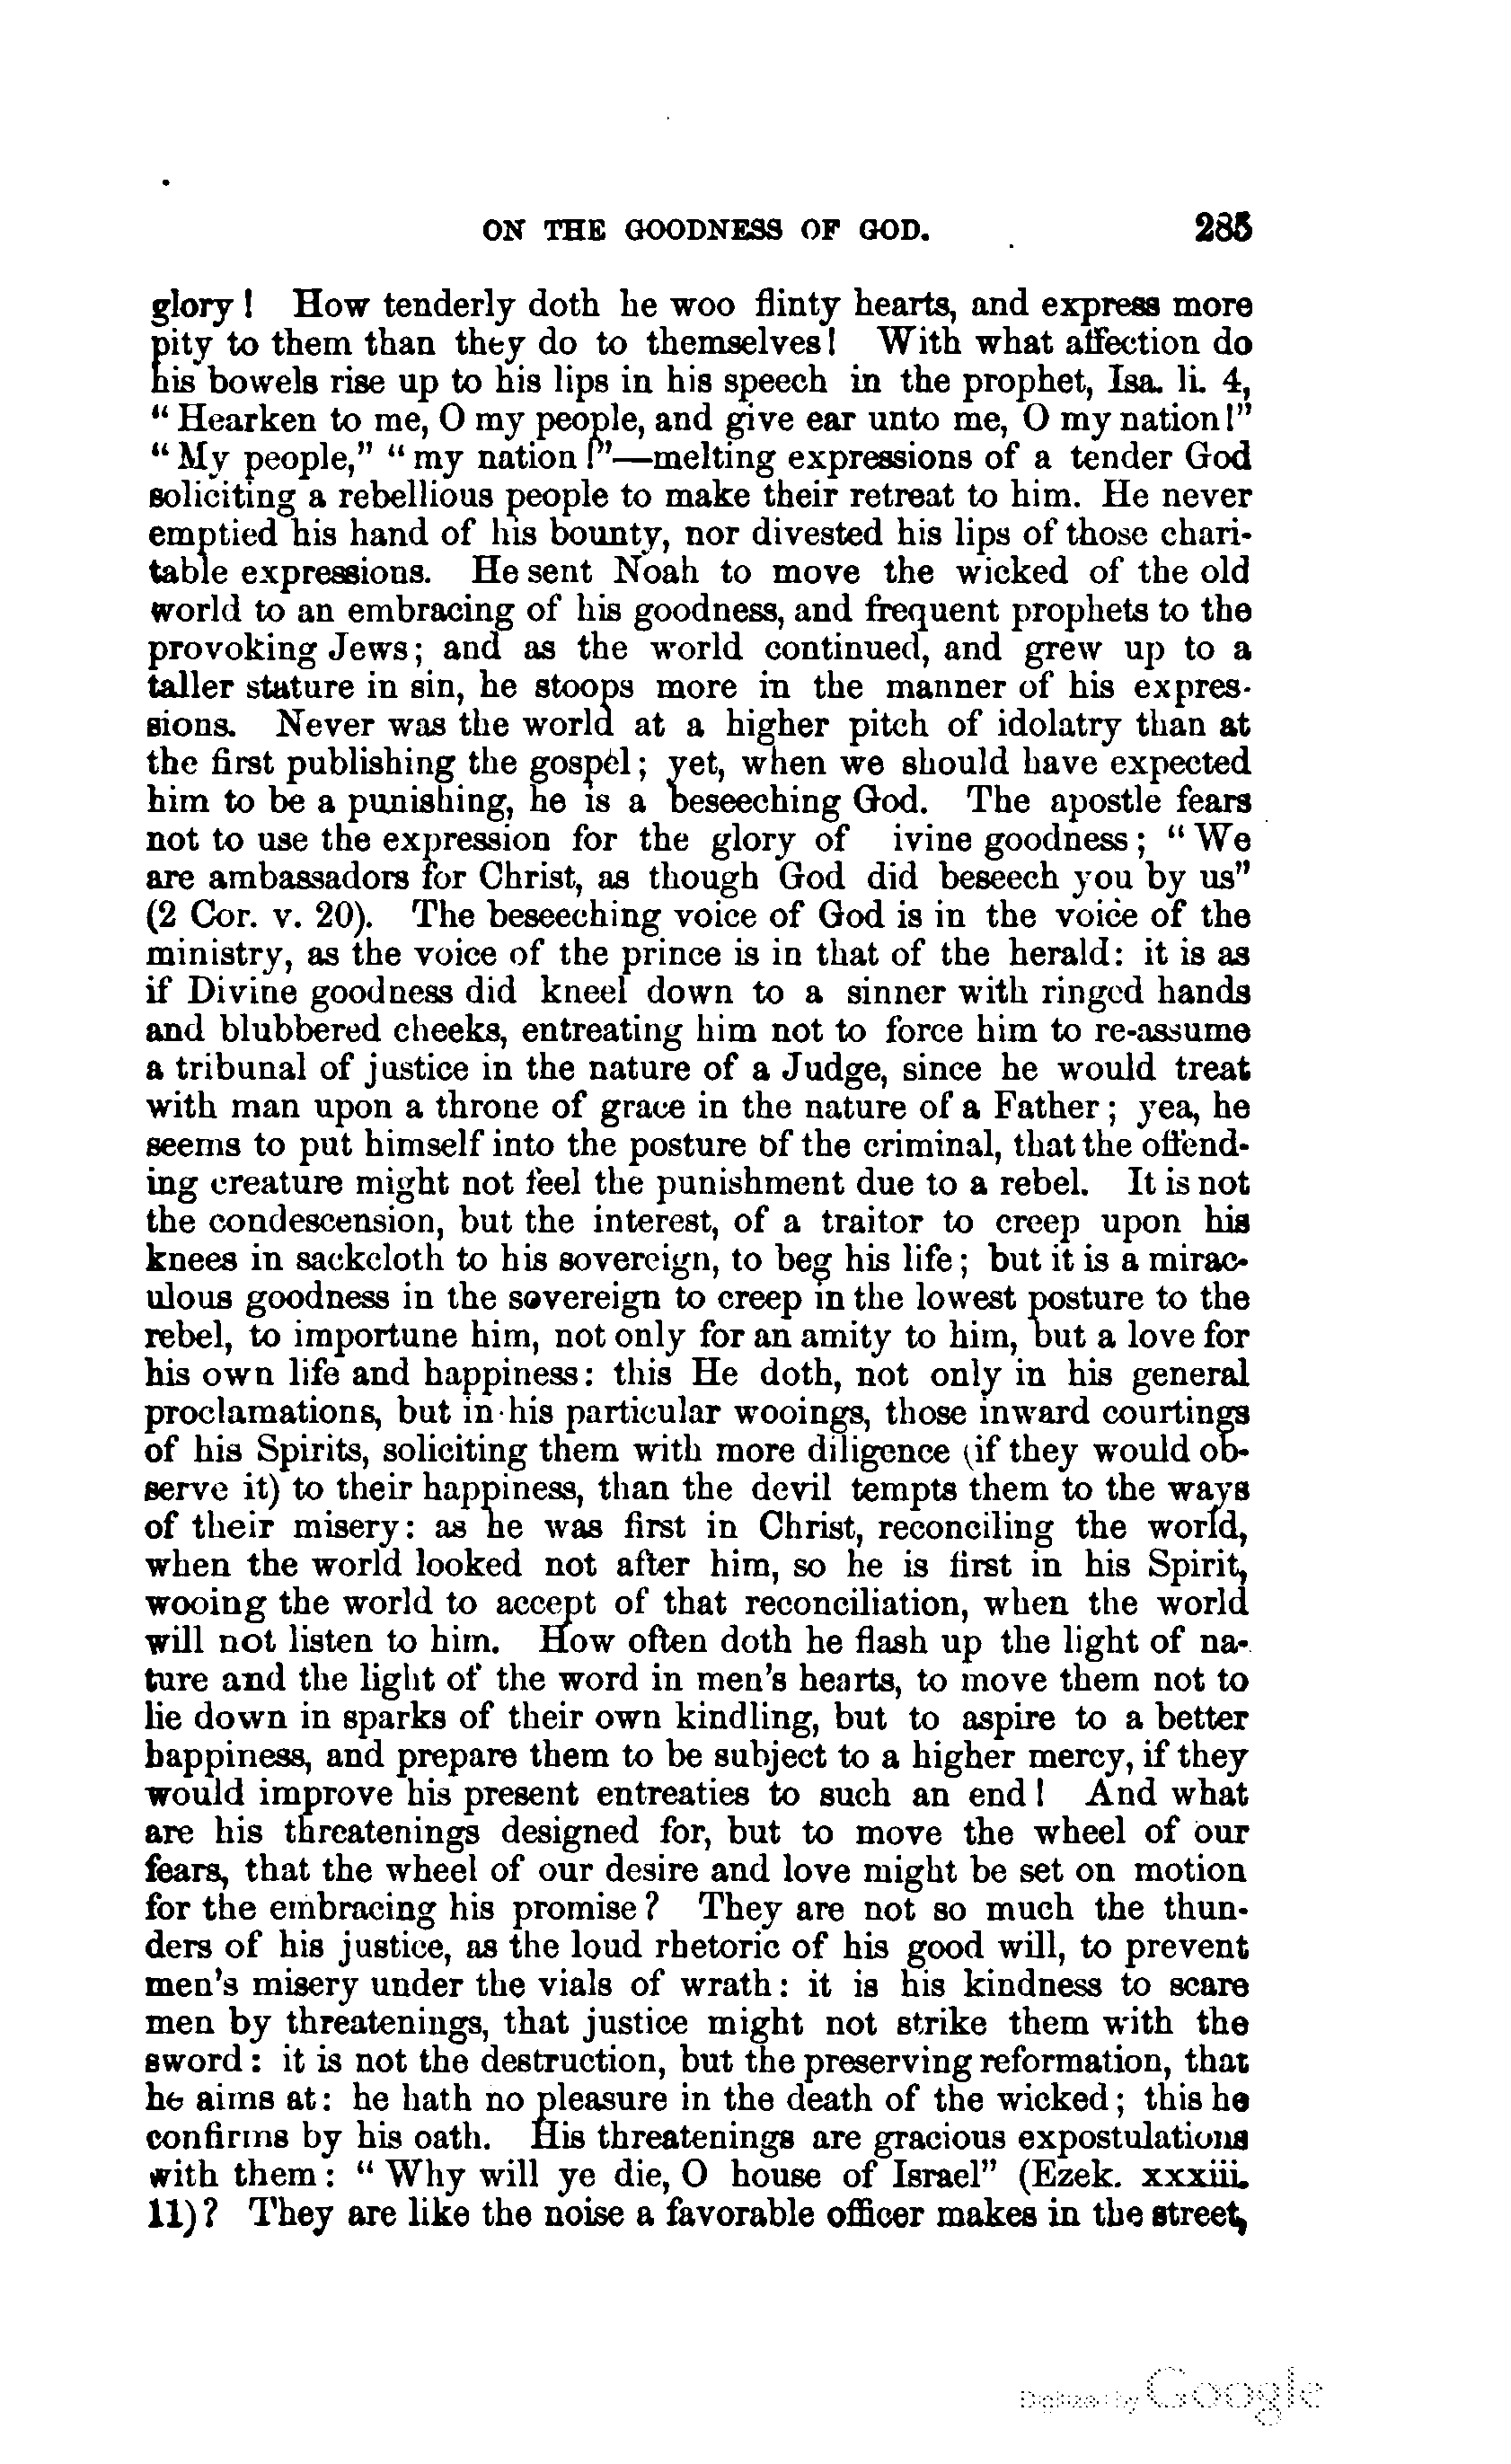 ON THE GOODNESS OF GOD. 285
glory! How tenderly doth he woo flinty hearts, and express more
pity to them than they do to themselves! With what affection do
his bowels rise up to his lips in his speech in the prophet, Isa. li. 4,
“Hearken to me, O my people, and give ear unto me, O my nation!”
“My people,” “my nation!”—melting expressions of a tender God
soliciting a rebellious people to make their retreat to him. He never
emptied his hand of his bounty, nor divested his lips of those chari-
table expressions. He sent Noah to move the wicked of the old
world to an embracing of his goodness, and frequent prophets to the
provoking Jews; and as the world continued, and grew up to a
taller stature in sin, he stoops more in the manner of his expres-
sions. Never was the world at a higher pitch of idolatry than at
the first publishing the gospel; yet, when we should have expected
him to be a punishing, he is a beseeching God. The apostle fears
not to use the expression for the glory of ivine goodness; “We
are ambassadors for Christ, as though God did beseech you by us”
(2 Cor. v. 20). The beseeching voice of God is in the voice of the
ministry, as the voice of the prince is in that of the herald: it is as
if Divine goodness did kneel down to a sinner with ringed hands
and blubbered cheeks, entreating him not to force him to re-assume
a tribunal of justice in the nature of a Judge, since he would treat
with man upon a throne of grace in the nature of a Father; yea, he
seems to put himself into the posture of the criminal, that the offend-
ing creature might not feel the punishment due to a rebel. It is not
the condescension, but the interest, of a traitor to creep upon his
knees in sackcloth to his sovereign, to beg his life; but it is a mirac-
ulous goodness in the sovereign to creep in the lowest posture to the
rebel, to importune him, not only for an amity to him, but a love for
his own life and happiness: this He doth, not only in his general
proclamations, but in his particular wooings, those inward courtings
of his Spirits, soliciting them with more diligence (if they would ob-
serve it) to their happiness, than the devil tempts them to the ways
of their misery: as he was first in Christ, reconciling the world,
when the world looked not after him, so he is first in his Spirit,
wooing the world to accept of that reconciliation, when the world
will not listen to him. How often doth he flash up the light of na-
ture and the light of the word in men's hearts, to move them not to
lie down in sparks of their own kindling, but to aspire to a better
happiness, and prepare them to be subject to a higher mercy, if they
would improve his present entreaties to such an end! And what
are his threatenings designed for, but to move the wheel of our
fears, that the wheel of our desire and love might be set on motion
for the embracing his promise? They are not so much the thun-
ders of his justice, as the loud rhetoric of his good will, to prevent
men's misery under the vials of wrath: it is his kindness to scare
men by threatenings, that justice might not strike them with the
sword: it is not the destruction, but the preserving reformation, that
he aims at: he hath no pleasure in the death of the wicked; this he
confirms by his oath. His threatenings are gracious expostulations
with them: “Why will ye die, O house of Israel” (Ezek. xxxiii.
11)? They are like the noise a favorable officer makes in the street,
Digitized by Google